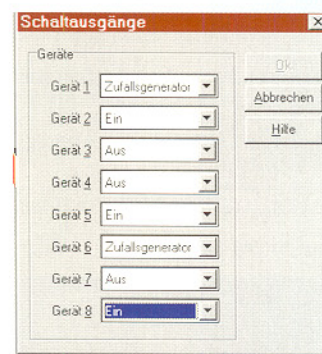 Schaltausgänge
Geräte
Gerät 1 Zufallsgenerator
Gerät 2 Ein
Gerät 3 Aus
Gerät 4 Aus
Gerät 5 Ein
Gerät 6 Zufallsgenerator
Gerät 7 Aus
Gerät 8 Ein
Ok
Abbrechen
Hilfe